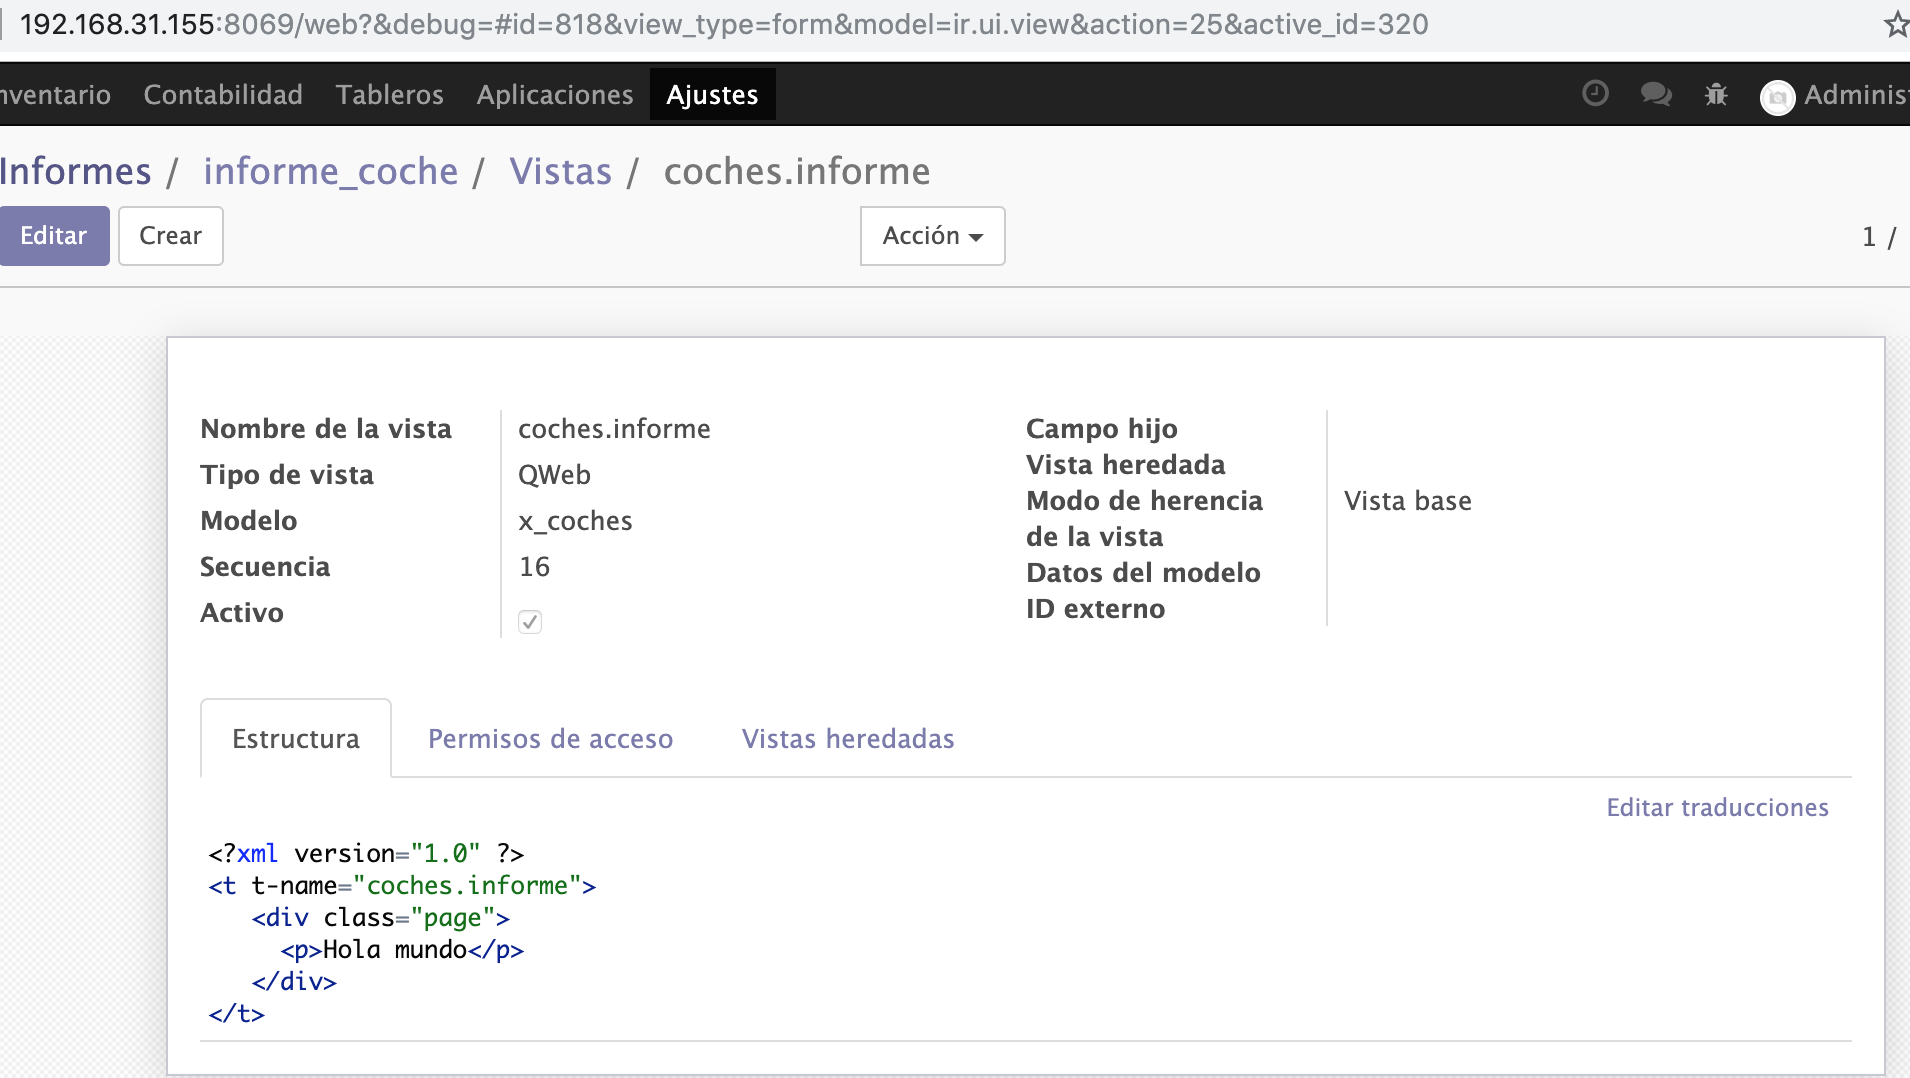 192.168.31.155:8069/web?&debug=#id=818&view_type=form&model=ir.ui.view&action=25&active_id=320
nventario Contabilidad Tableros Aplicaciones Ajustes Adminis
Informes / informe_coche / Vistas / coches.informe
Editar Crear Acción 1 /
Nombre de la vista coches.informe
Tipo de vista QWeb
Modelo x_coches
Secuencia 16
Activo
Campo hijo
Vista heredada
Modo de herencia de la vista Vista base
Datos del modelo
ID externo
Estructura Permisos de acceso Vistas heredadas
Editar traducciones
<?xml version="1.0" ?>
<t t-name="coches.informe">
<div class="page">
<p>Hola mundo</p>
</div>
</t>